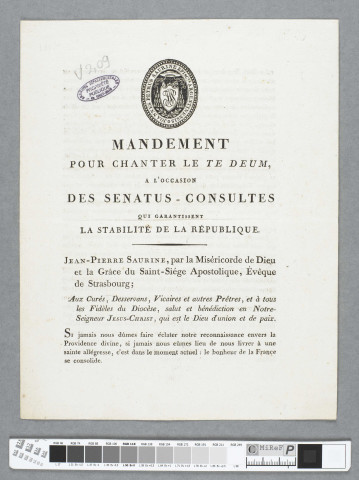 MANDEMENT
POUR CHANTER LE TE DEUM,
A L'OCCASION
DES SENATUS-CONSULTES
QUI GARANTISSENT
LA STABILITÉ DE LA RÉPUBLIQUE.
JEAN-PIERRE SAURINE, par la Miséricorde de Dieu
et la Grâce du Saint-Siége Apostolique, Évêque
de Strasbourg;
Aux Curés, Desservans, Vicaires et autres Prêtres, et à tous
les Fidèles du Diocèse, salut et bénédiction en Notre-
Seigneur JESUS-CHRIST, qui est le Dieu d'union et de paix.
Si jamais nous dûmes faire éclater notre reconnaissance envers la
Providence divine, si jamais nous eûmes lieu de nous livrer à une
sainte allégresse, c'est dans le moment actuel : le bonheur de la France
se consolide.